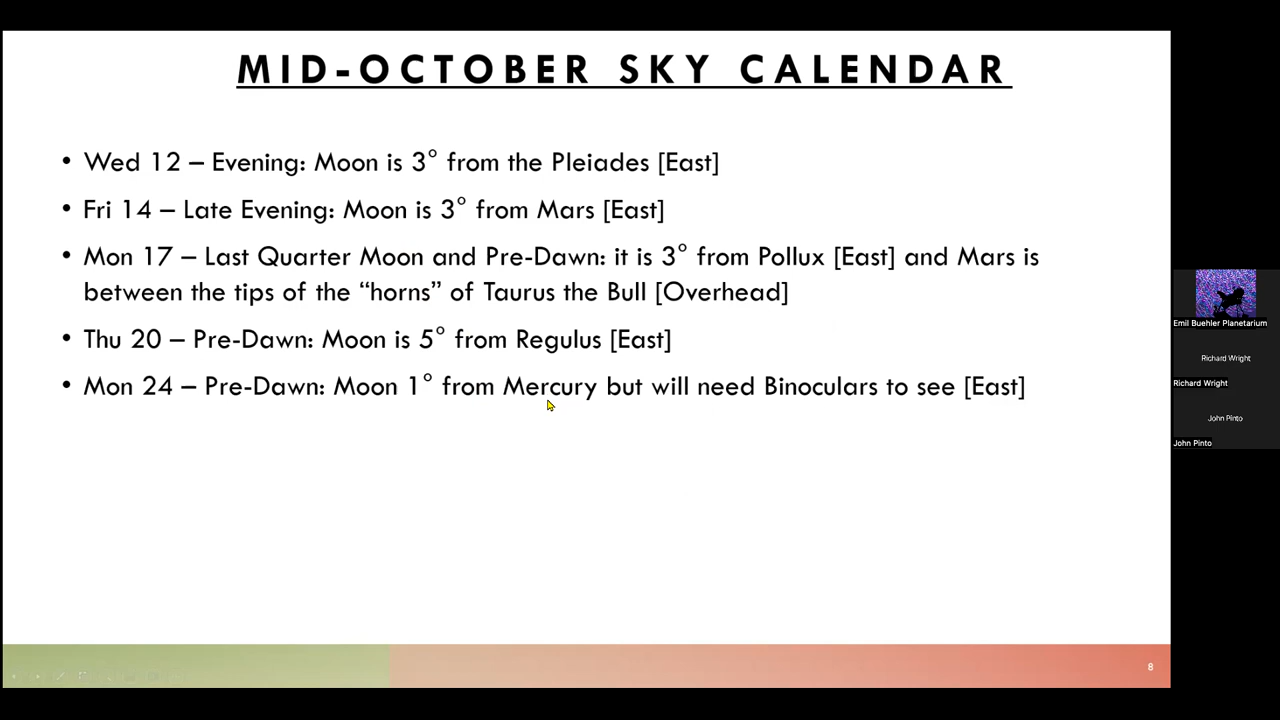 MID-OCTOBER SKY CALENDAR
• Wed 12 – Evening: Moon is 3° from the Pleiades [East]
• Fri 14 – Late Evening: Moon is 3° from Mars [East]
• Mon 17 – Last Quarter Moon and Pre-Dawn: it is 3° from Pollux [East] and Mars is
between the tips of the “horns” of Taurus the Bull [Overhead]
• Thu 20 – Pre-Dawn: Moon is 5° from Regulus [East]
• Mon 24 – Pre-Dawn: Moon 1° from Mercury but will need Binoculars to see [East]
8
Emil Buehler Planetarium
Richard Wright
Richard Wright
John Pinto
John Pinto